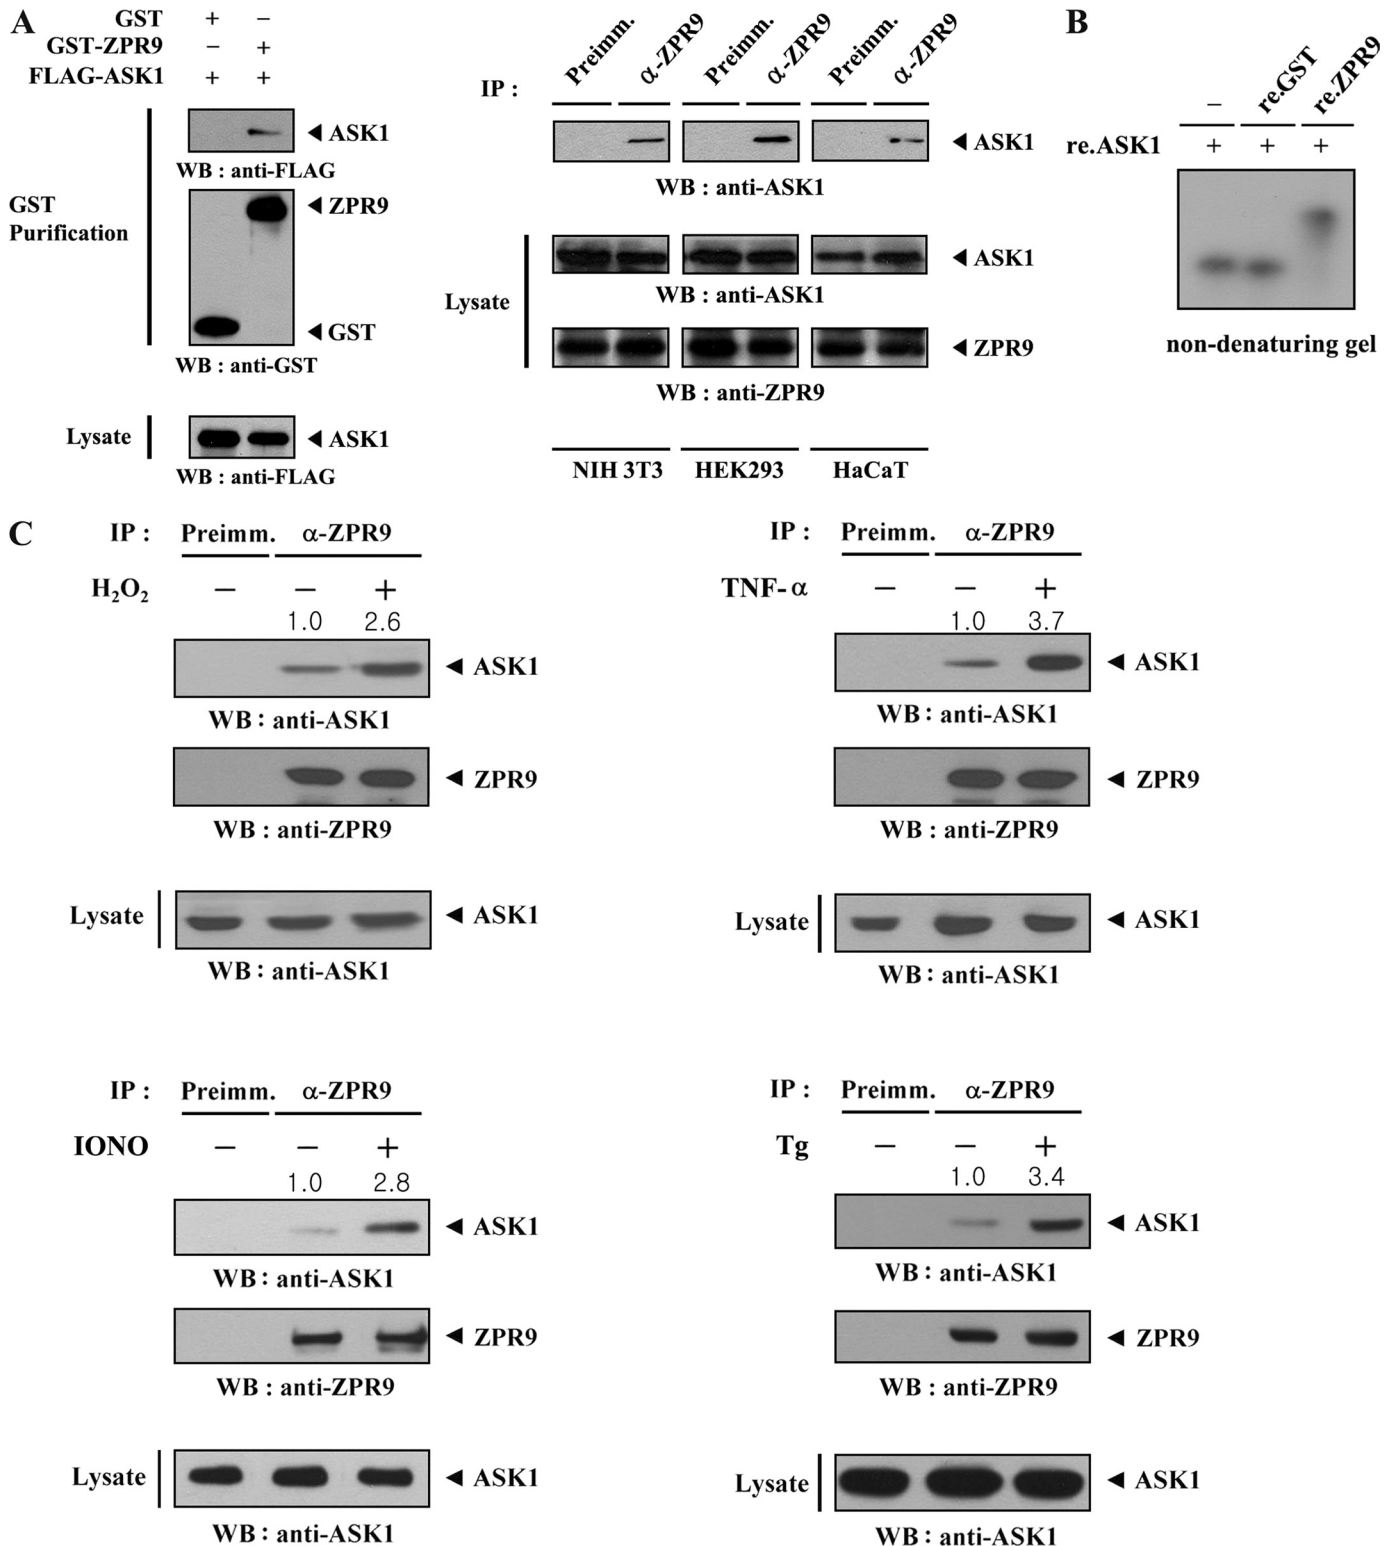 A
GST + −
GST-ZPR9 − +
FLAG-ASK1 + +
GST Purification
◄ ASK1
WB : anti-FLAG
◄ ZPR9
◄ GST
WB : anti-GST
Lysate
◄ ASK1
WB : anti-FLAG
IP :
Preimm. α-ZPR9 Preimm. α-ZPR9 Preimm. α-ZPR9
◄ ASK1
WB : anti-ASK1
Lysate
◄ ASK1
WB : anti-ASK1
◄ ZPR9
WB : anti-ZPR9
NIH 3T3 HEK293 HaCaT
B
− re.GST re.ZPR9
re.ASK1 + + +
non-denaturing gel
C
IP : Preimm. α-ZPR9
H2O2 − − +
1.0 2.6
◄ ASK1
WB : anti-ASK1
◄ ZPR9
WB : anti-ZPR9
Lysate
◄ ASK1
WB : anti-ASK1
IP : Preimm. α-ZPR9
TNF-α − − +
1.0 3.7
◄ ASK1
WB : anti-ASK1
◄ ZPR9
WB : anti-ZPR9
Lysate
◄ ASK1
WB : anti-ASK1
IP : Preimm. α-ZPR9
IONO − − +
1.0 2.8
◄ ASK1
WB : anti-ASK1
◄ ZPR9
WB : anti-ZPR9
Lysate
◄ ASK1
WB : anti-ASK1
IP : Preimm. α-ZPR9
Tg − − +
1.0 3.4
◄ ASK1
WB : anti-ASK1
◄ ZPR9
WB : anti-ZPR9
Lysate
◄ ASK1
WB : anti-ASK1